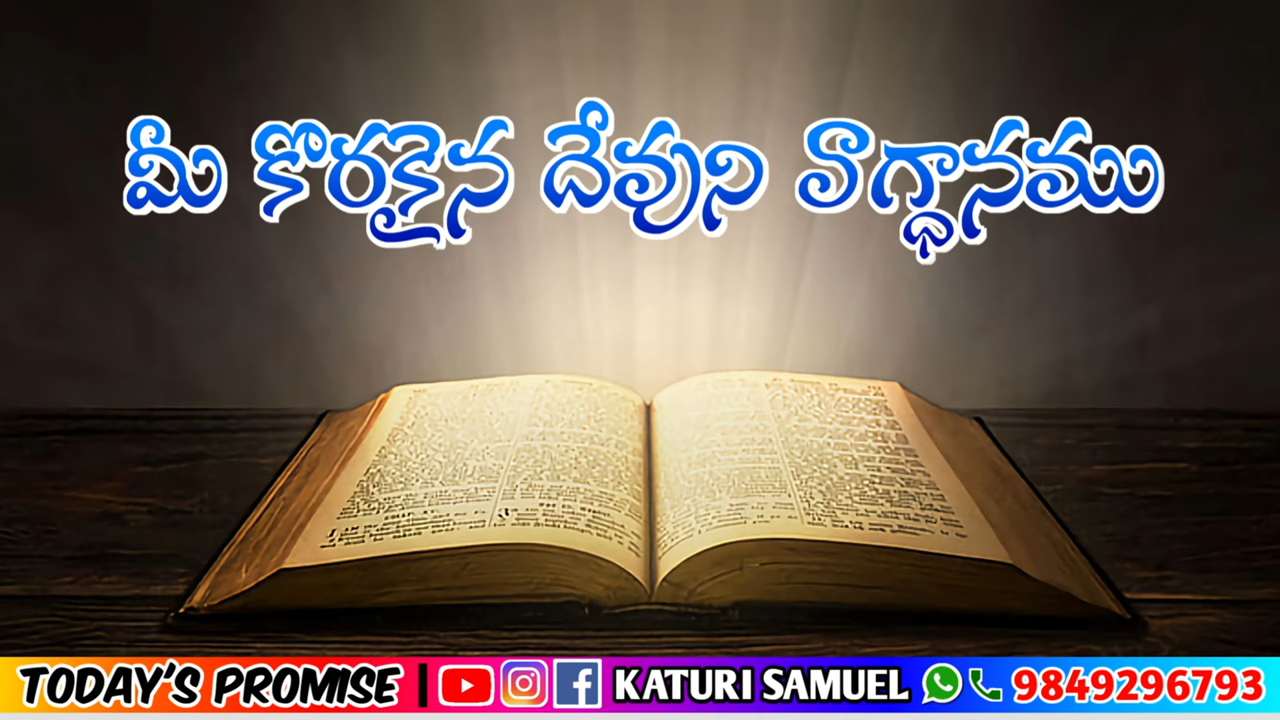 మీ కొరకైన దేవుని వాగ్ధానము
TODAY'S PROMISE | KATURI SAMUEL 9849296793